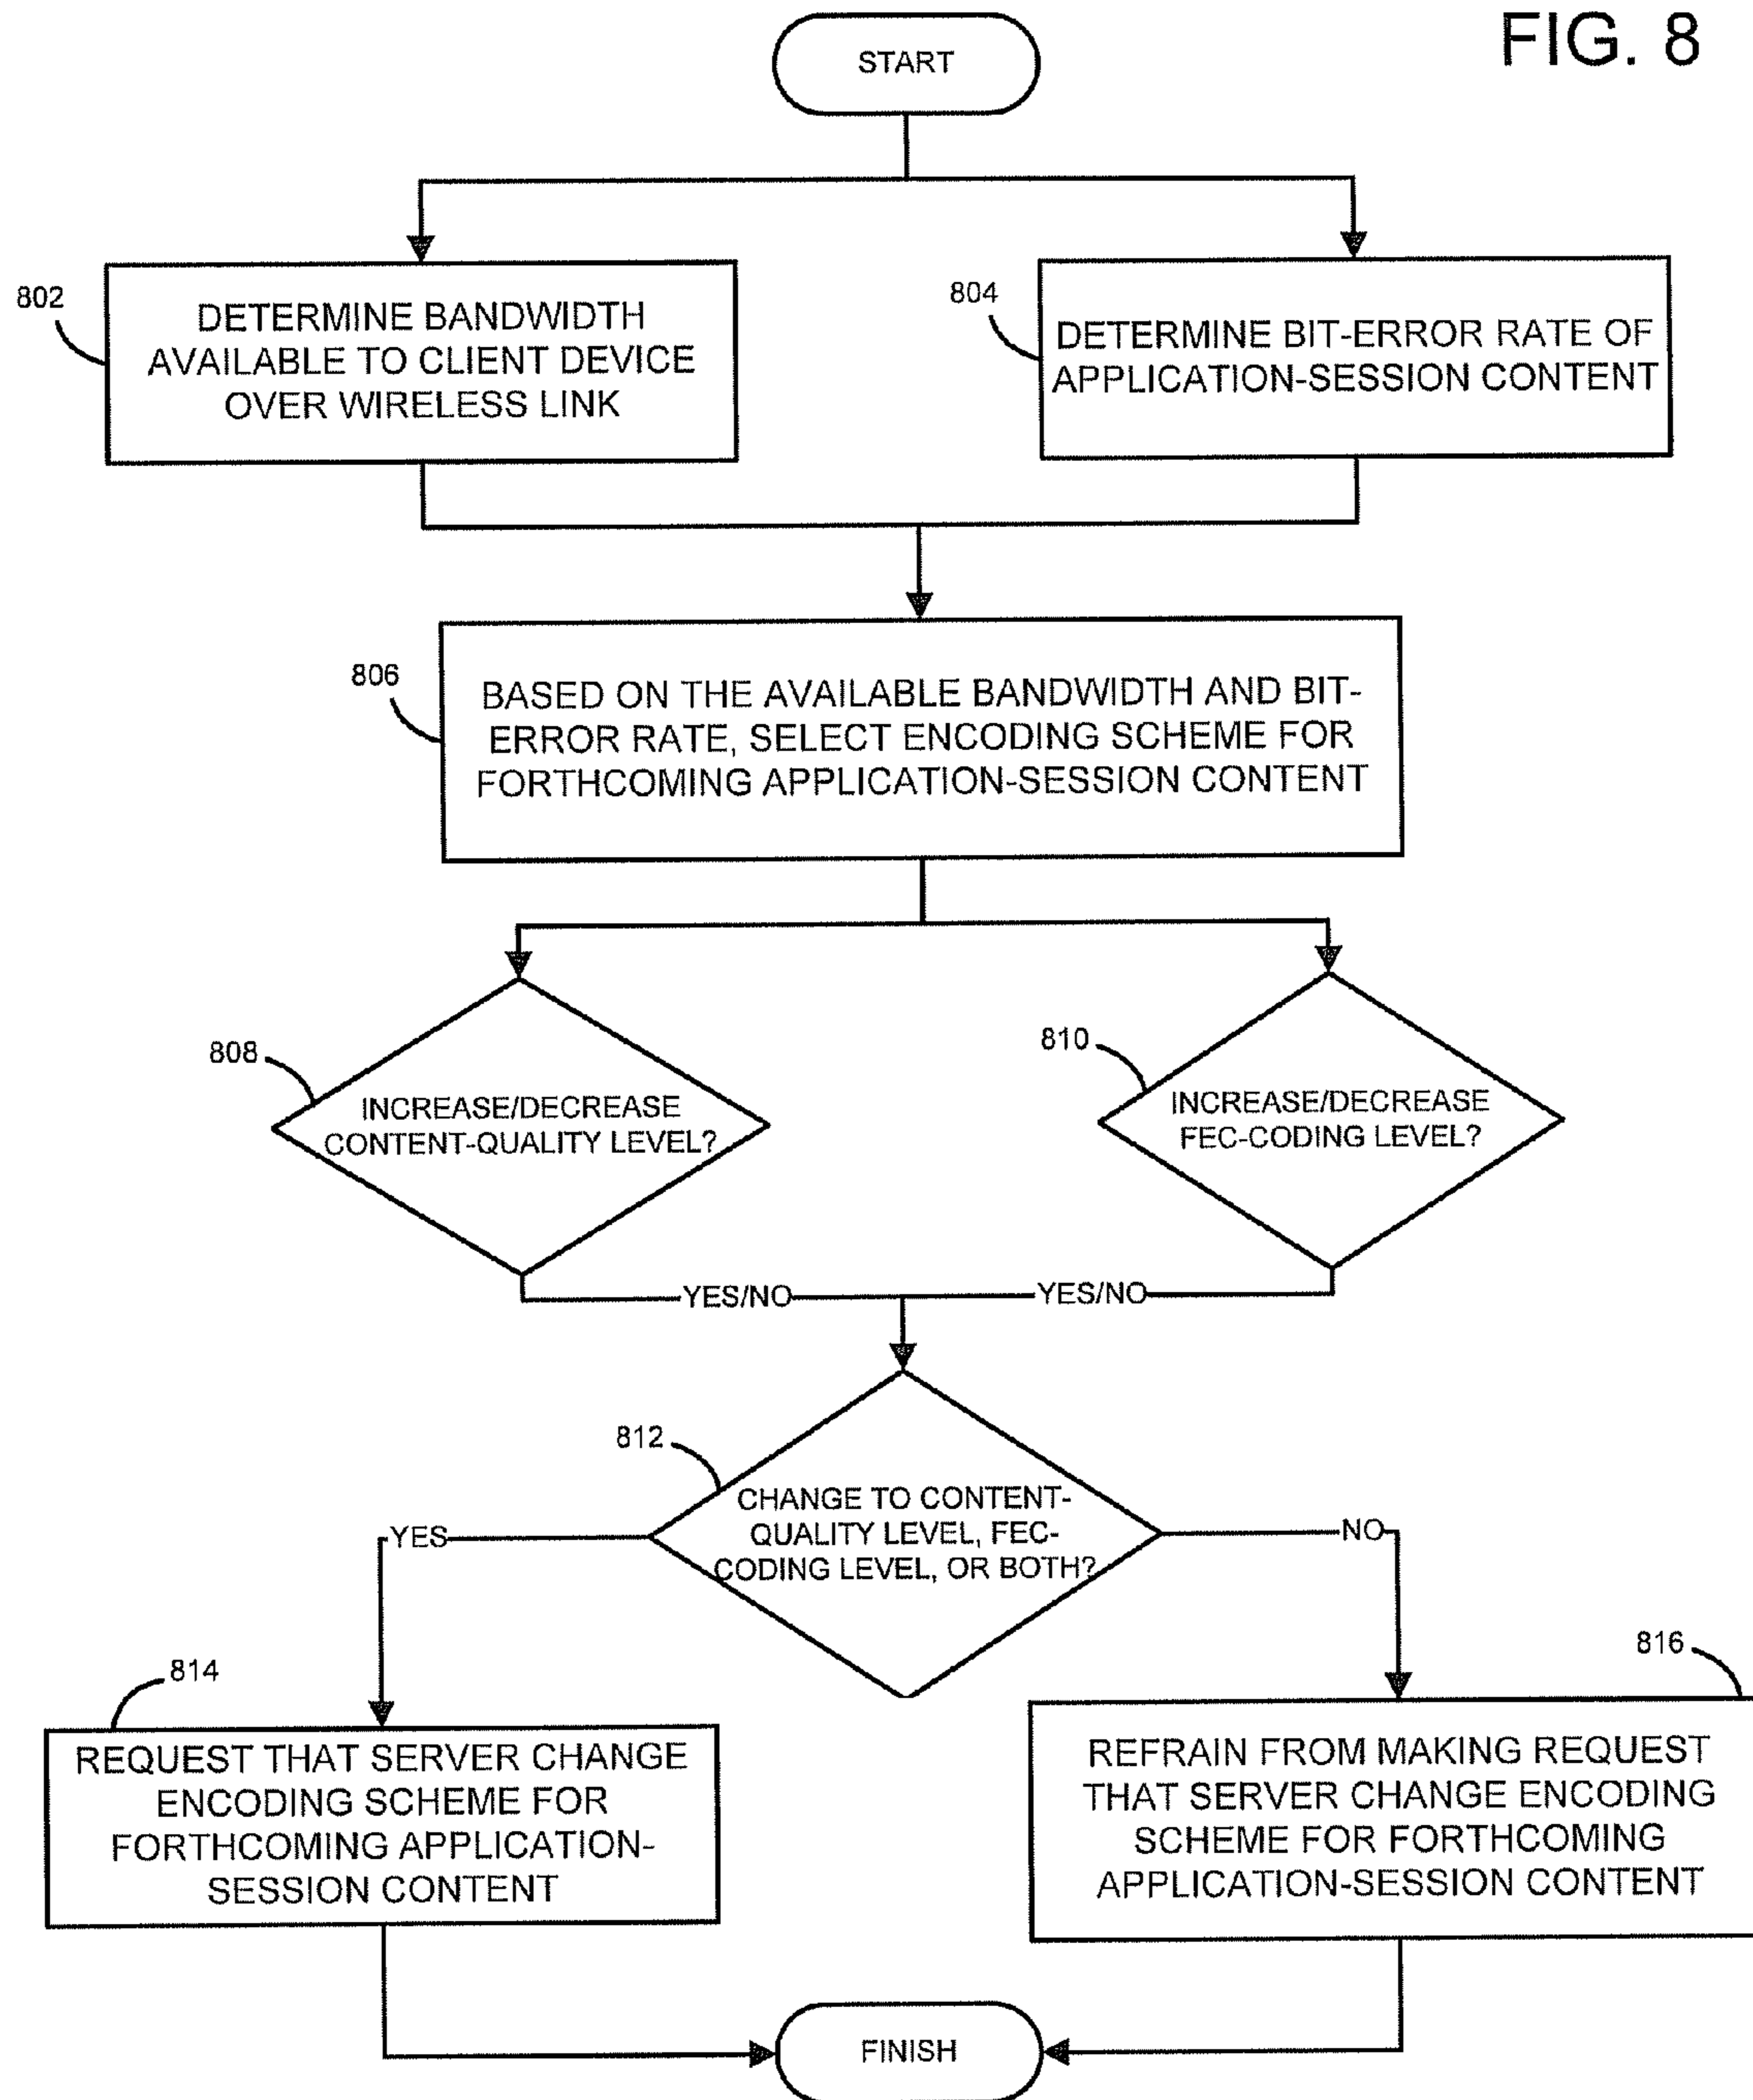 FIG. 8
START
802
DETERMINE BANDWIDTH
AVAILABLE TO CLIENT DEVICE
OVER WIRELESS LINK
804
DETERMINE BIT-ERROR RATE OF
APPLICATION-SESSION CONTENT
806
BASED ON THE AVAILABLE BANDWIDTH AND BIT-
ERROR RATE, SELECT ENCODING SCHEME FOR
FORTHCOMING APPLICATION-SESSION CONTENT
808
INCREASE/DECREASE
CONTENT-QUALITY LEVEL?
810
INCREASE/DECREASE
FEC-CODING LEVEL?
YES/NO
YES/NO
812
CHANGE TO CONTENT-
QUALITY LEVEL, FEC-
CODING LEVEL, OR BOTH?
YES
NO
814
REQUEST THAT SERVER CHANGE
ENCODING SCHEME FOR
FORTHCOMING APPLICATION-
SESSION CONTENT
816
REFRAIN FROM MAKING REQUEST
THAT SERVER CHANGE ENCODING
SCHEME FOR FORTHCOMING
APPLICATION-SESSION CONTENT
FINISH